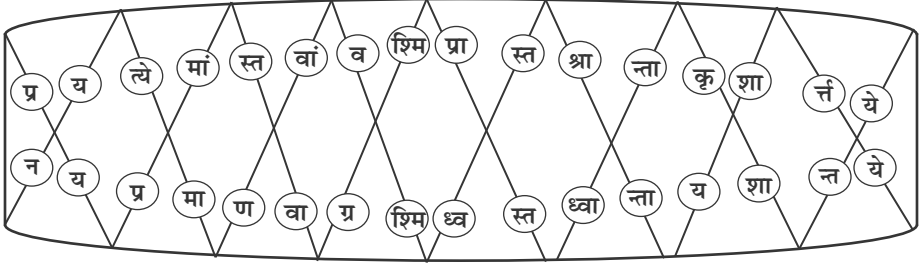 प्र य त्ये मां स्त वां व श्मि प्रा स्त श्रा न्ता कृ शा र्त्त ये
न य प्र मा ण वा ग्र श्मि ध्व स्त ध्वा न्ता य शा न्त ये